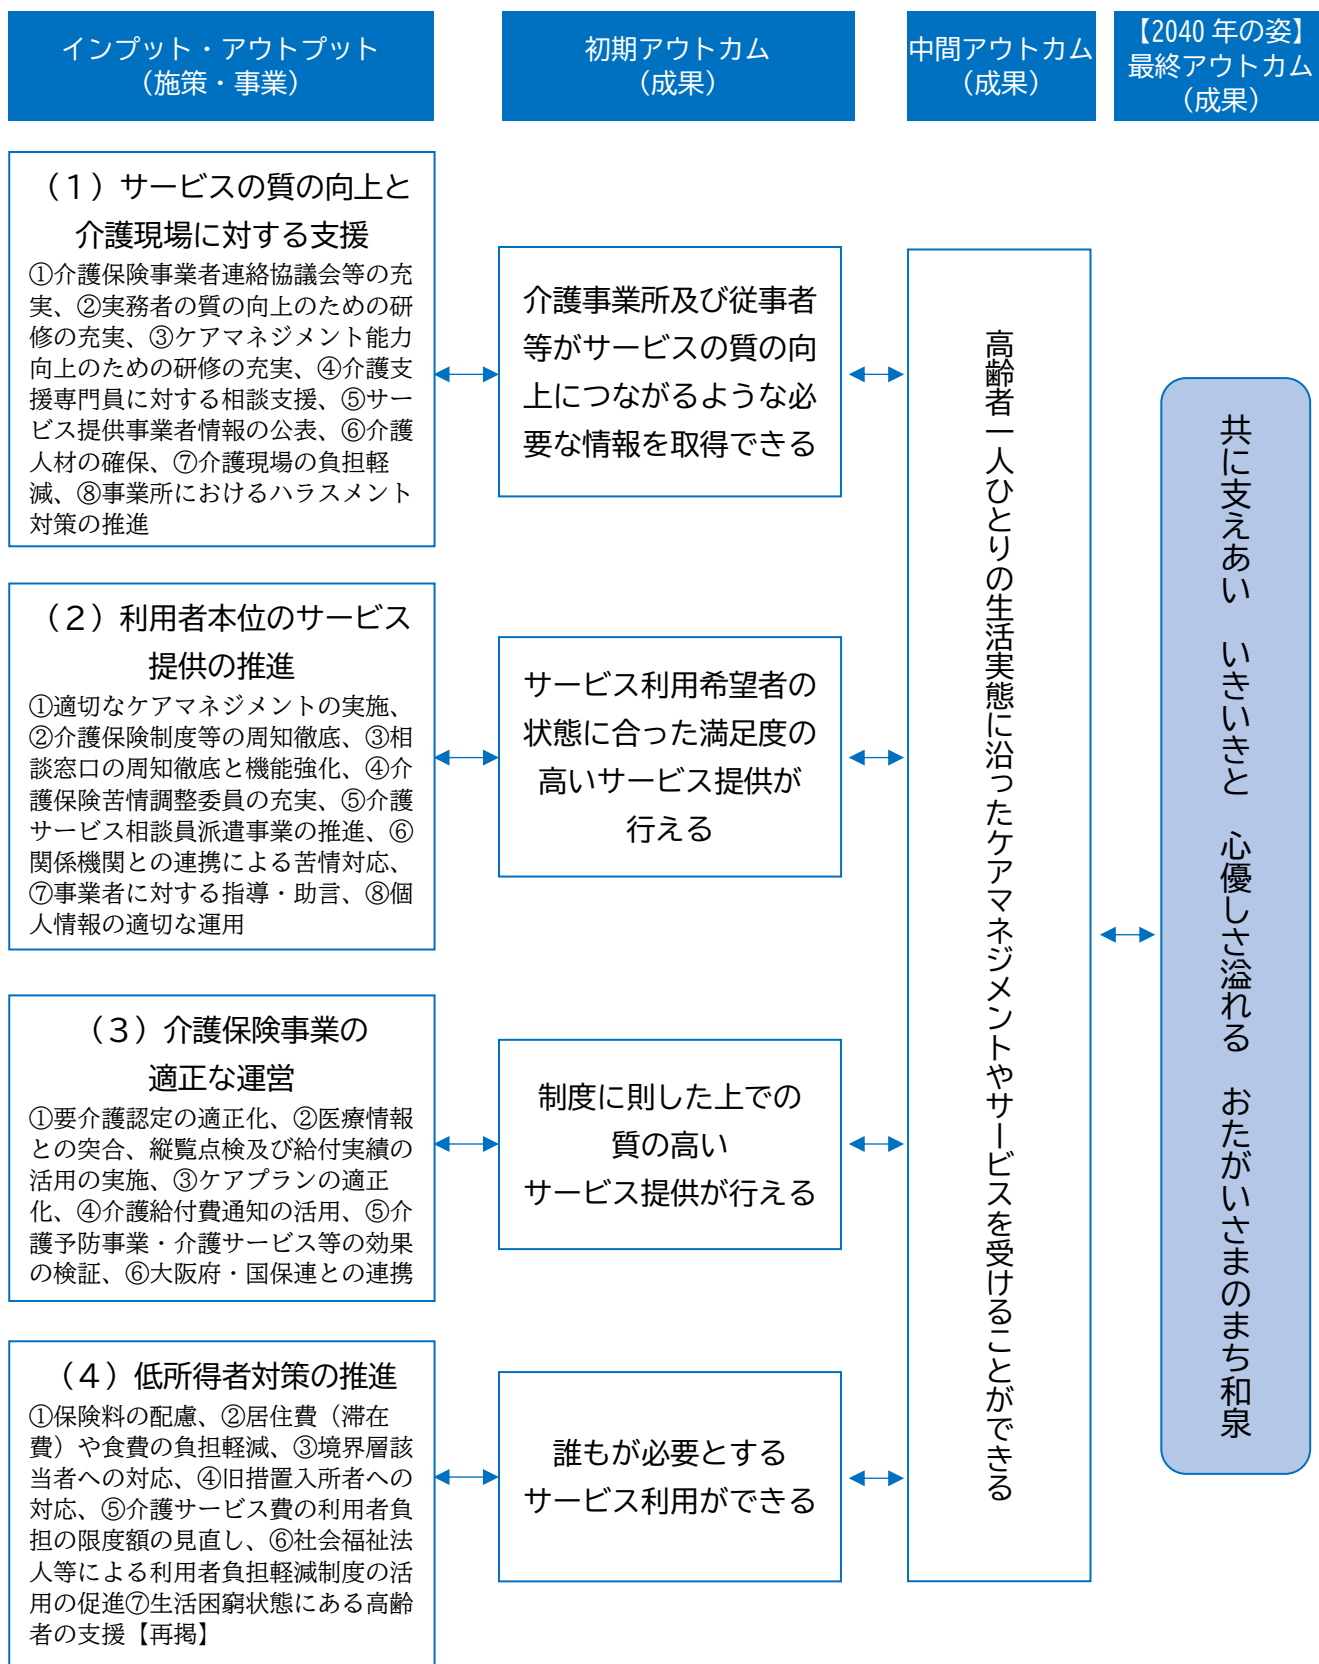 インプット・アウトプット
（施策・事業）
初期アウトカム
（成果）
中間アウトカム
（成果）
【2040 年の姿】
最終アウトカム
（成果）
（１）サービスの質の向上と
介護現場に対する支援
①介護保険事業者連絡協議会等の充
実、②実務者の質の向上のための研
修の充実、③ケアマネジメント能力
向上のための研修の充実、④介護支
援専門員に対する相談支援、⑤サー
ビス提供事業者情報の公表、⑥介護
人材の確保、⑦介護現場の負担軽
減、⑧事業所におけるハラスメント
対策の推進
介護事業所及び従事者
等がサービスの質の向
上につながるような必
要な情報を取得できる
（２）利用者本位のサービス
提供の推進
①適切なケアマネジメントの実施、
②介護保険制度等の周知徹底、③相
談窓口の周知徹底と機能強化、④介
護保険苦情調整委員の充実、⑤介護
サービス相談員派遣事業の推進、⑥
関係機関との連携による苦情対応、
⑦事業者に対する指導・助言、⑧個
人情報の適切な運用
サービス利用希望者の
状態に合った満足度の
高いサービス提供が
行える
（３）介護保険事業の
適正な運営
①要介護認定の適正化、②医療情報
との突合、縦覧点検及び給付実績の
活用の実施、③ケアプランの適正
化、④介護給付費通知の活用、⑤介
護予防事業・介護サービス等の効果
の検証、⑥大阪府・国保連との連携
制度に則した上での
質の高い
サービス提供が行える
（４）低所得者対策の推進
①保険料の配慮、②居住費（滞在
費）や食費の負担軽減、③境界層該
当者への対応、④旧措置入所者への
対応、⑤介護サービス費の利用者負
担の限度額の見直し、⑥社会福祉法
人等による利用者負担軽減制度の活
用の促進⑦生活困窮状態にある高齢
者の支援【再掲】
誰もが必要とする
サービス利用ができる
高齢者一人ひとりの生活実態に沿ったケアマネジメントやサービスを受けることができる
共に支えあい　いきいきと　心優しさ溢れる　おたがいさまのまち和泉